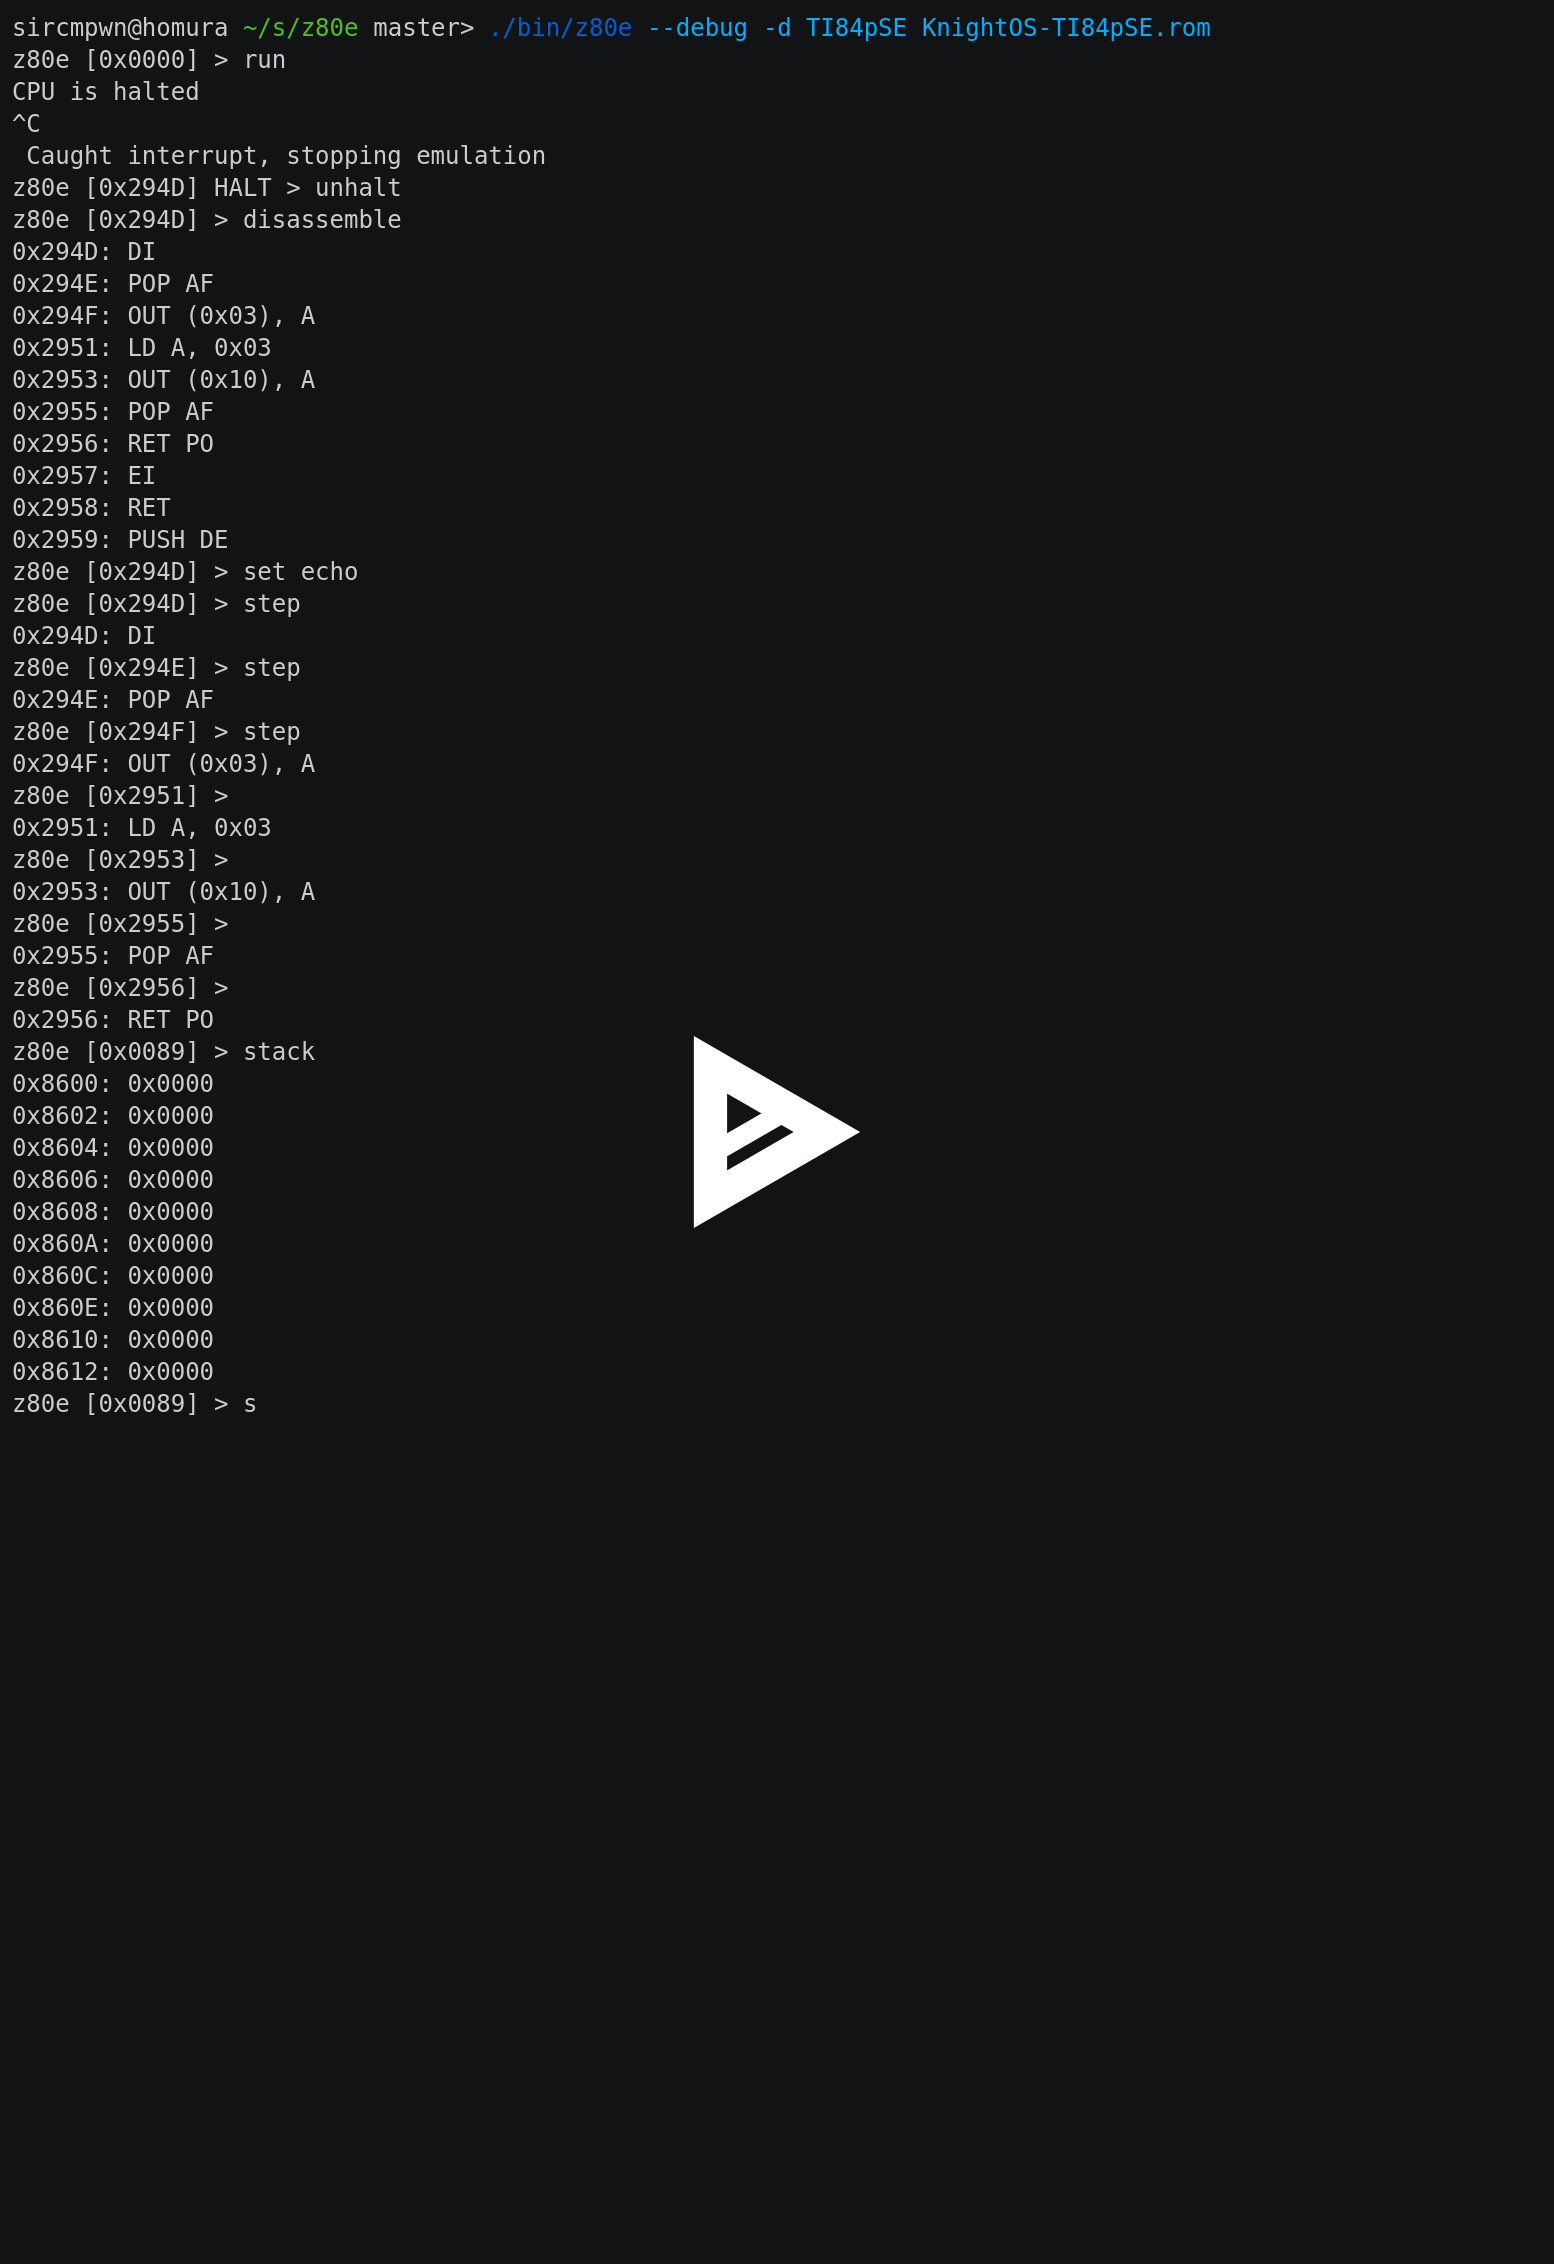 sircmpwn@homura ~/s/z80e master> ./bin/z80e --debug -d TI84pSE KnightOS-TI84pSE.rom
z80e [0x0000] > run
CPU is halted
^C
 Caught interrupt, stopping emulation
z80e [0x294D] HALT > unhalt
z80e [0x294D] > disassemble
0x294D: DI
0x294E: POP AF
0x294F: OUT (0x03), A
0x2951: LD A, 0x03
0x2953: OUT (0x10), A
0x2955: POP AF
0x2956: RET PO
0x2957: EI
0x2958: RET
0x2959: PUSH DE
z80e [0x294D] > set echo
z80e [0x294D] > step
0x294D: DI
z80e [0x294E] > step
0x294E: POP AF
z80e [0x294F] > step
0x294F: OUT (0x03), A
z80e [0x2951] >
0x2951: LD A, 0x03
z80e [0x2953] >
0x2953: OUT (0x10), A
z80e [0x2955] >
0x2955: POP AF
z80e [0x2956] >
0x2956: RET PO
z80e [0x0089] > stack
0x8600: 0x0000
0x8602: 0x0000
0x8604: 0x0000
0x8606: 0x0000
0x8608: 0x0000
0x860A: 0x0000
0x860C: 0x0000
0x860E: 0x0000
0x8610: 0x0000
0x8612: 0x0000
z80e [0x0089] > s